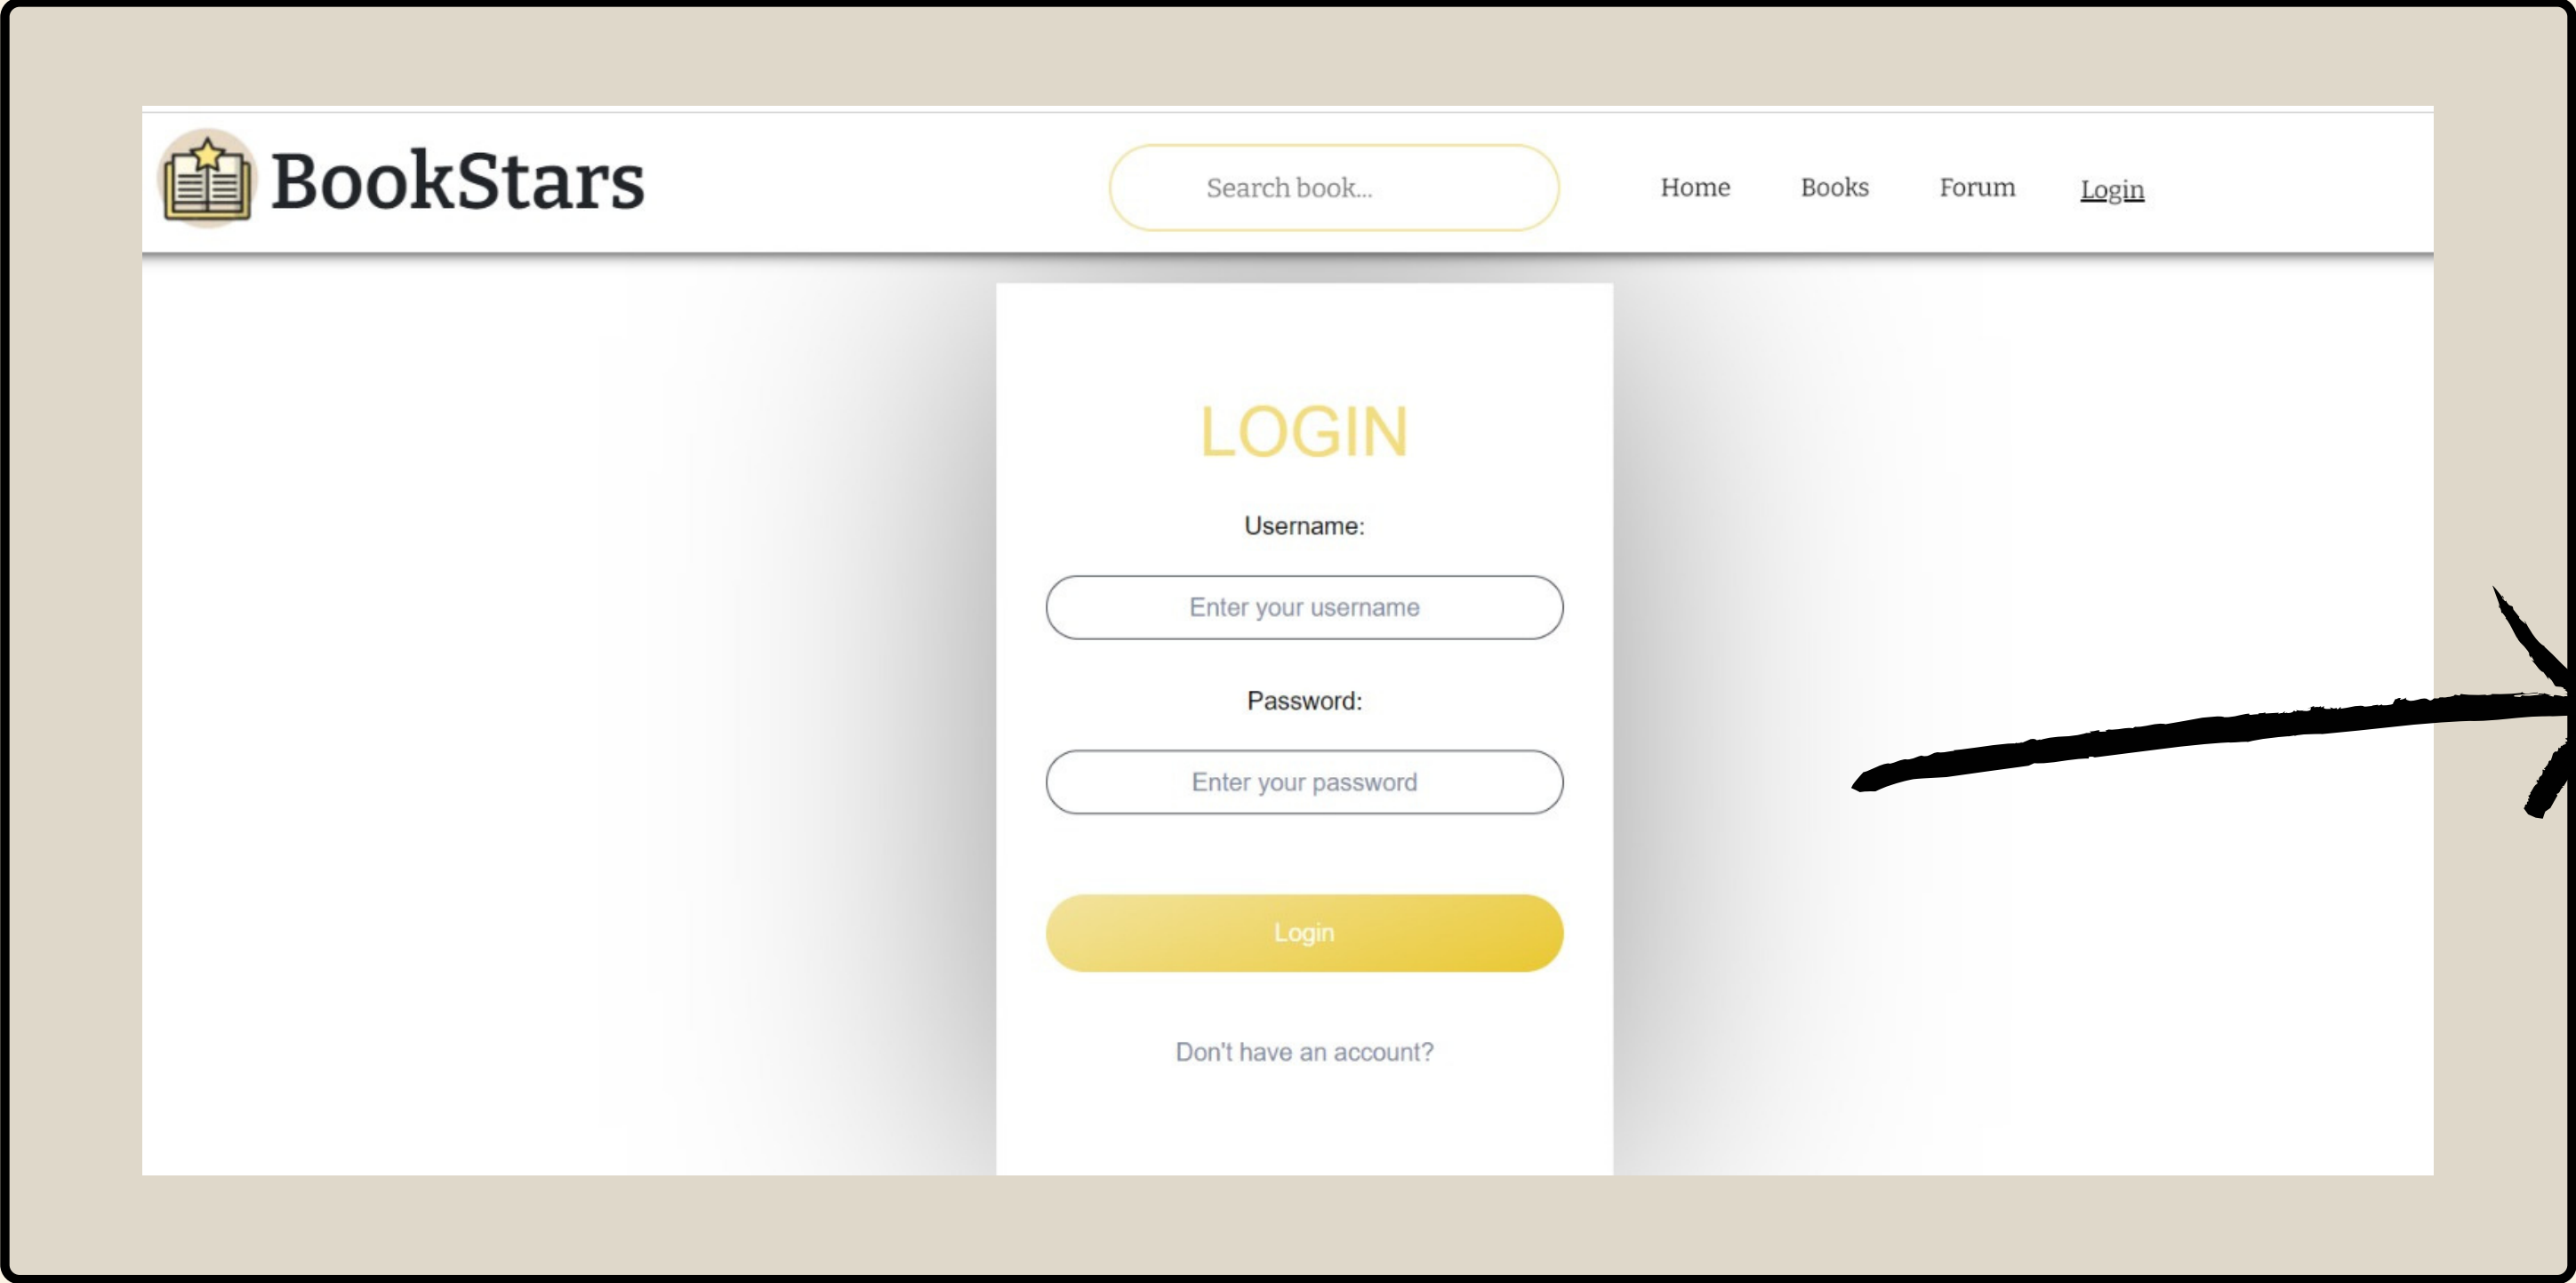 BookStars
Search book...
Home
Books
Forum
Login
LOGIN
Username:
Enter your username
Password:
Enter your password
Login
Don't have an account?